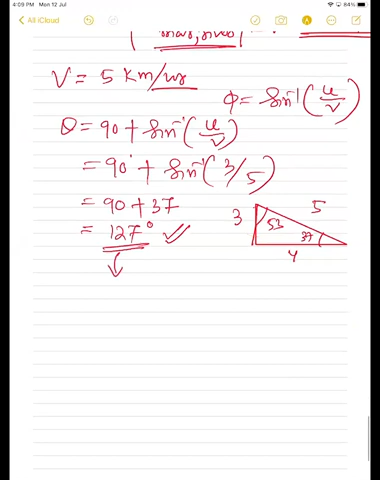 4:09 PM Mon 12 Jul
84%
All iCloud
V = 5 Km/hr
φ = Sin⁻¹(u/v)
θ = 90 + Sin⁻¹(u/v)
= 90° + Sin⁻¹(3/5)
= 90 + 37
= 127°
3
5
53
37
4